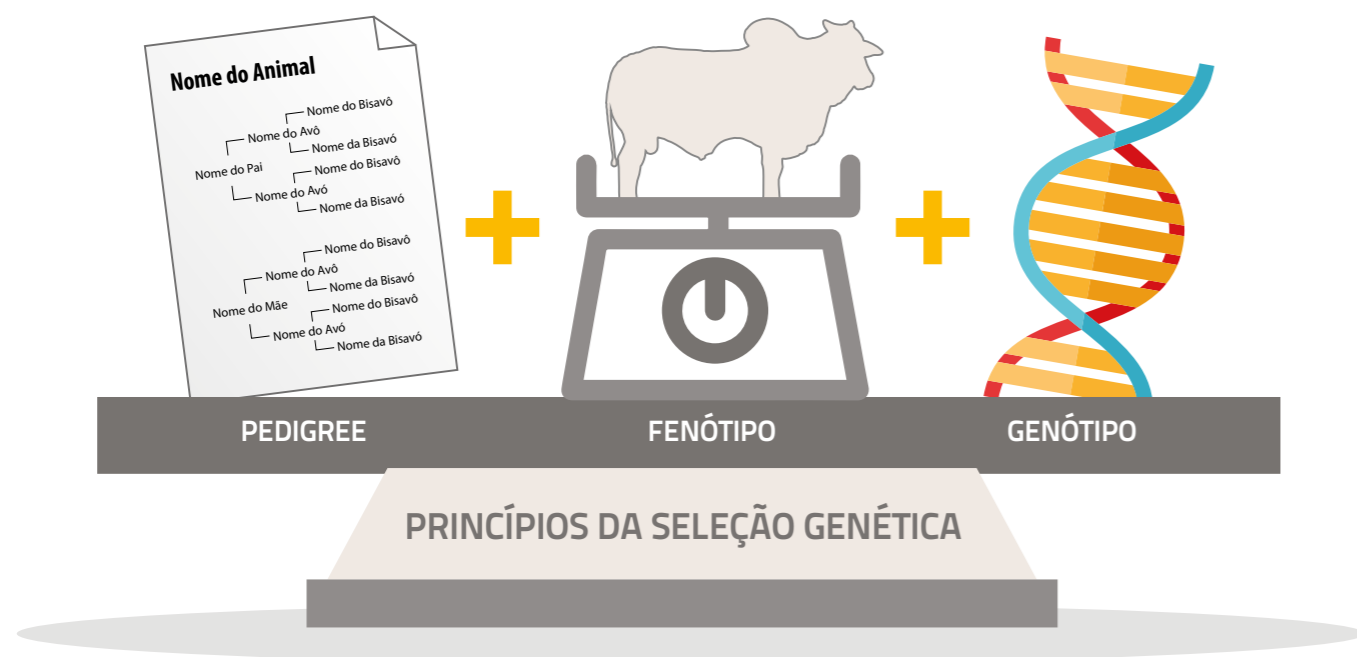 Nome do Animal
Nome do Bisavô
Nome do Avô
Nome da Bisavó
Nome do Pai
Nome do Bisavô
Nome do Avó
Nome da Bisavó
Nome do Bisavô
Nome do Avô
Nome da Bisavó
Nome do Mãe
Nome do Bisavô
Nome do Avó
Nome da Bisavó
PEDIGREE
FENÓTIPO
GENÓTIPO
PRINCÍPIOS DA SELEÇÃO GENÉTICA